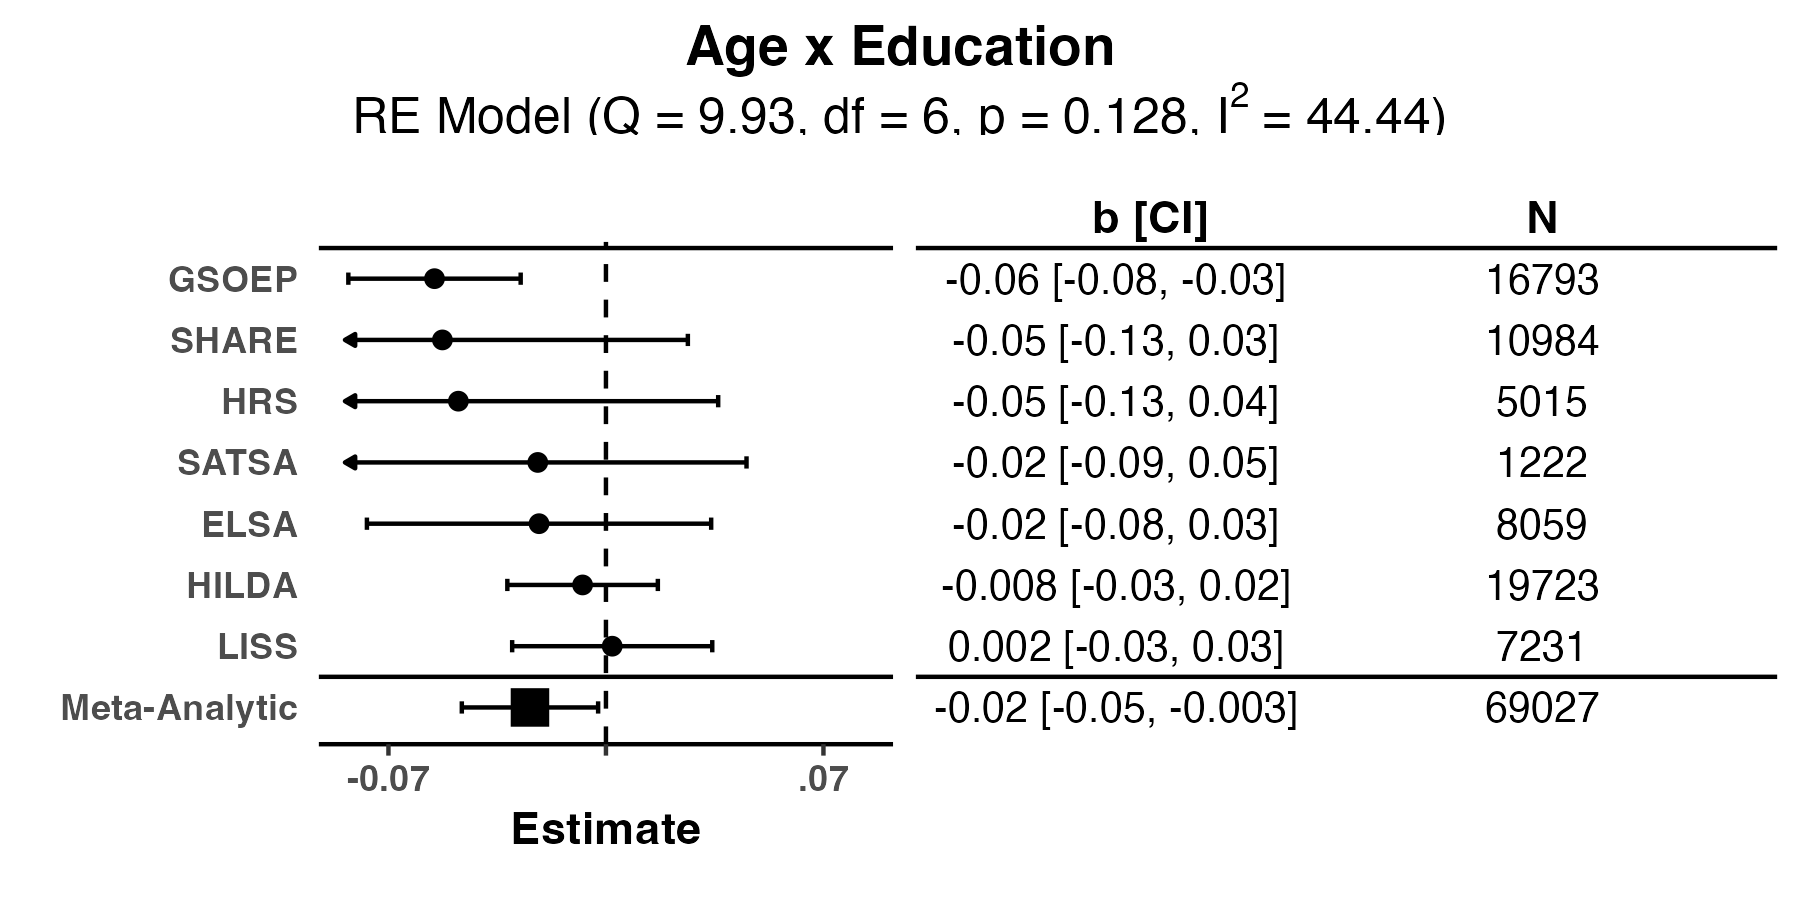 Age x Education
RE Model (Q = 9.93, df = 6, p = 0.128, I² = 44.44)
b [CI] N
GSOEP -0.06 [-0.08, -0.03] 16793
SHARE -0.05 [-0.13, 0.03] 10984
HRS -0.05 [-0.13, 0.04] 5015
SATSA -0.02 [-0.09, 0.05] 1222
ELSA -0.02 [-0.08, 0.03] 8059
HILDA -0.008 [-0.03, 0.02] 19723
LISS 0.002 [-0.03, 0.03] 7231
Meta-Analytic -0.02 [-0.05, -0.003] 69027
-0.07 .07
Estimate